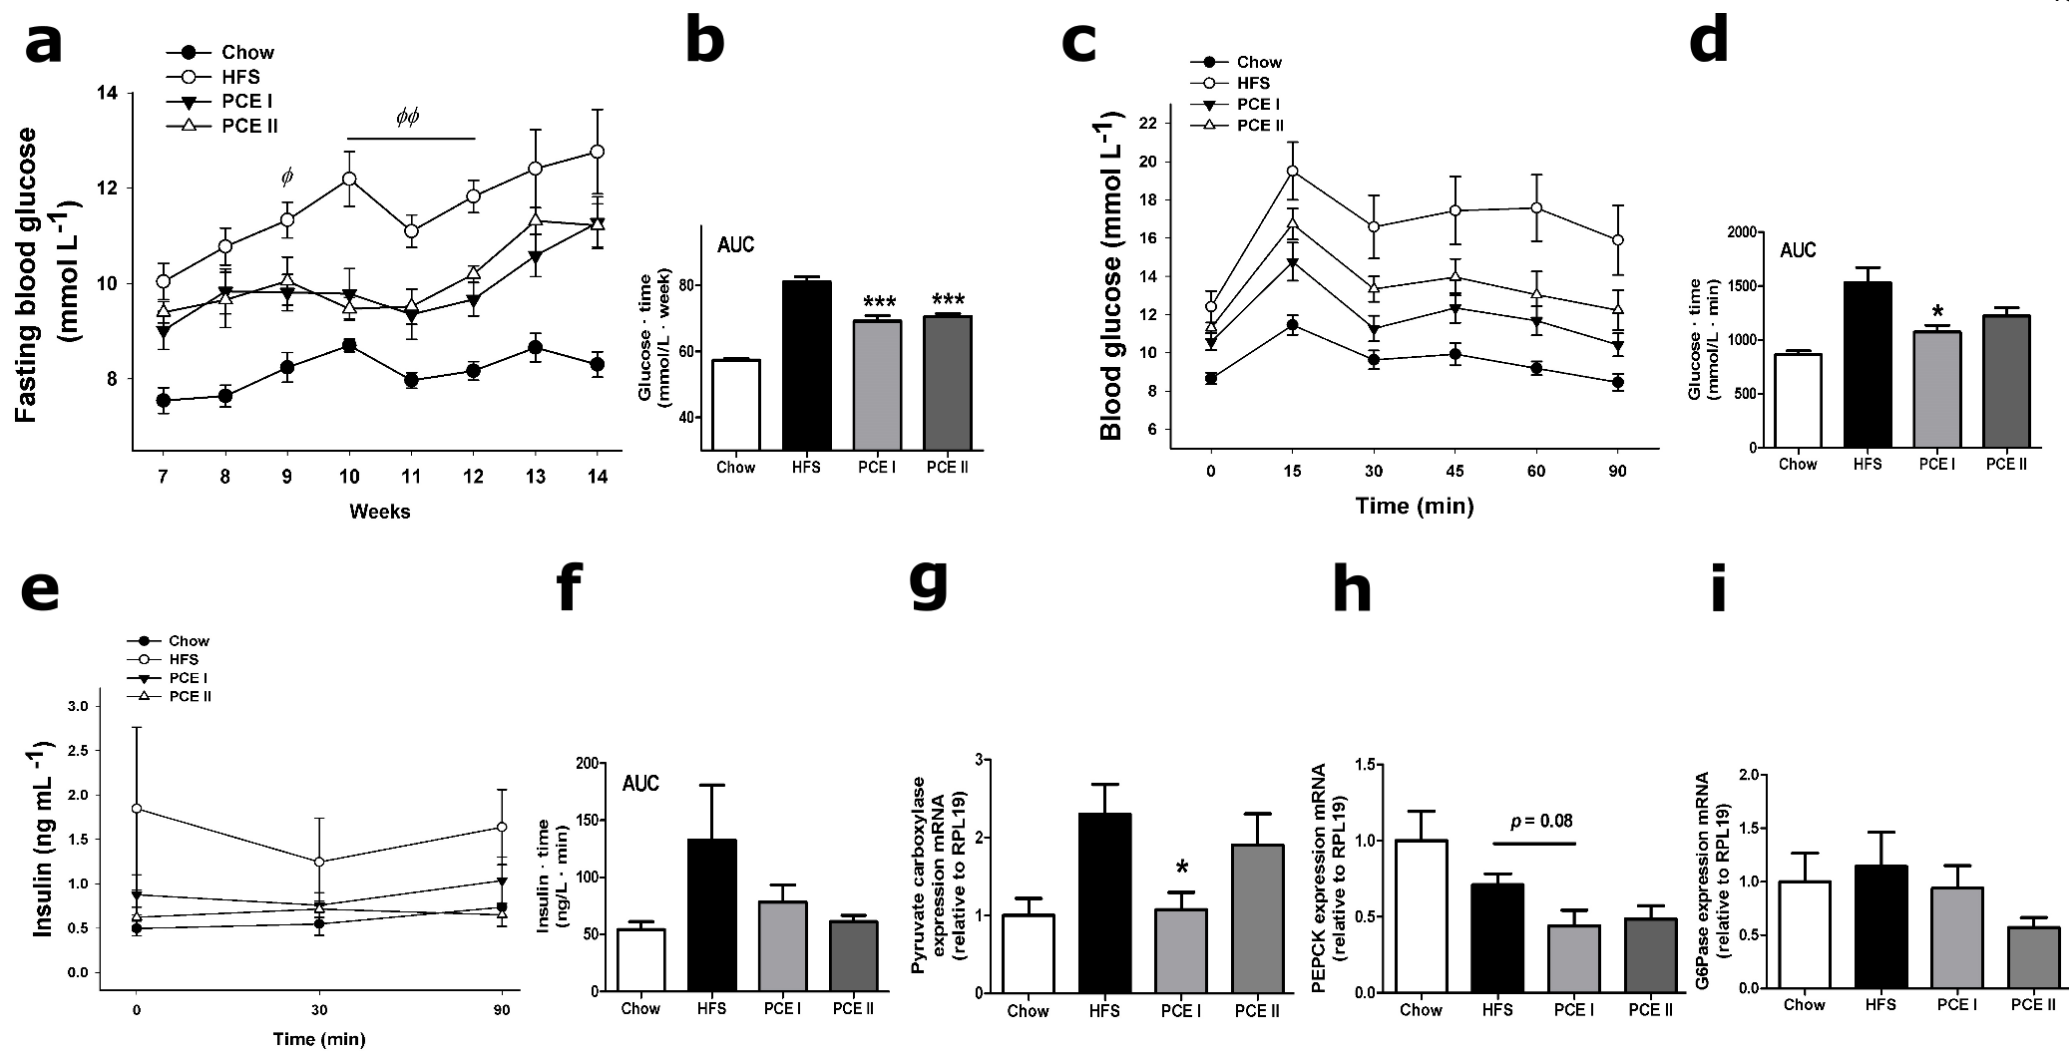 a
Chow
HFS
PCE I
PCE II
Fasting blood glucose
(mmol L-1)
14
12
10
8
ϕ
ϕϕ
7 8 9 10 11 12 13 14
Weeks
b
AUC
Glucose · time
(mmol/L · week)
80
60
40
***
***
Chow HFS PCE I PCE II
c
Chow
HFS
PCE I
PCE II
Blood glucose (mmol L-1)
22
20
18
16
14
12
10
8
6
0 15 30 45 60 90
Time (min)
d
AUC
Glucose · time
(mmol/L · min)
2000
1500
1000
500
0
*
Chow HFS PCE I PCE II
e
Chow
HFS
PCE I
PCE II
Insulin (ng mL -1)
3.0
2.5
2.0
1.5
1.0
0.5
0.0
0 30 90
Time (min)
f
AUC
Insulin · time
(ng/L · min)
200
150
100
50
0
Chow HFS PCE I PCE II
g
Pyruvate carboxylase
expression mRNA
(relative to RPL19)
3
2
1
0
*
Chow HFS PCE I PCE II
h
PEPCK expression mRNA
(relative to RPL19)
1.5
1.0
0.5
0.0
p = 0.08
Chow HFS PCE I PCE II
i
G6Pase expression mRNA
(relative to RPL19)
2.0
1.5
1.0
0.5
0.0
Chow HFS PCE I PCE II